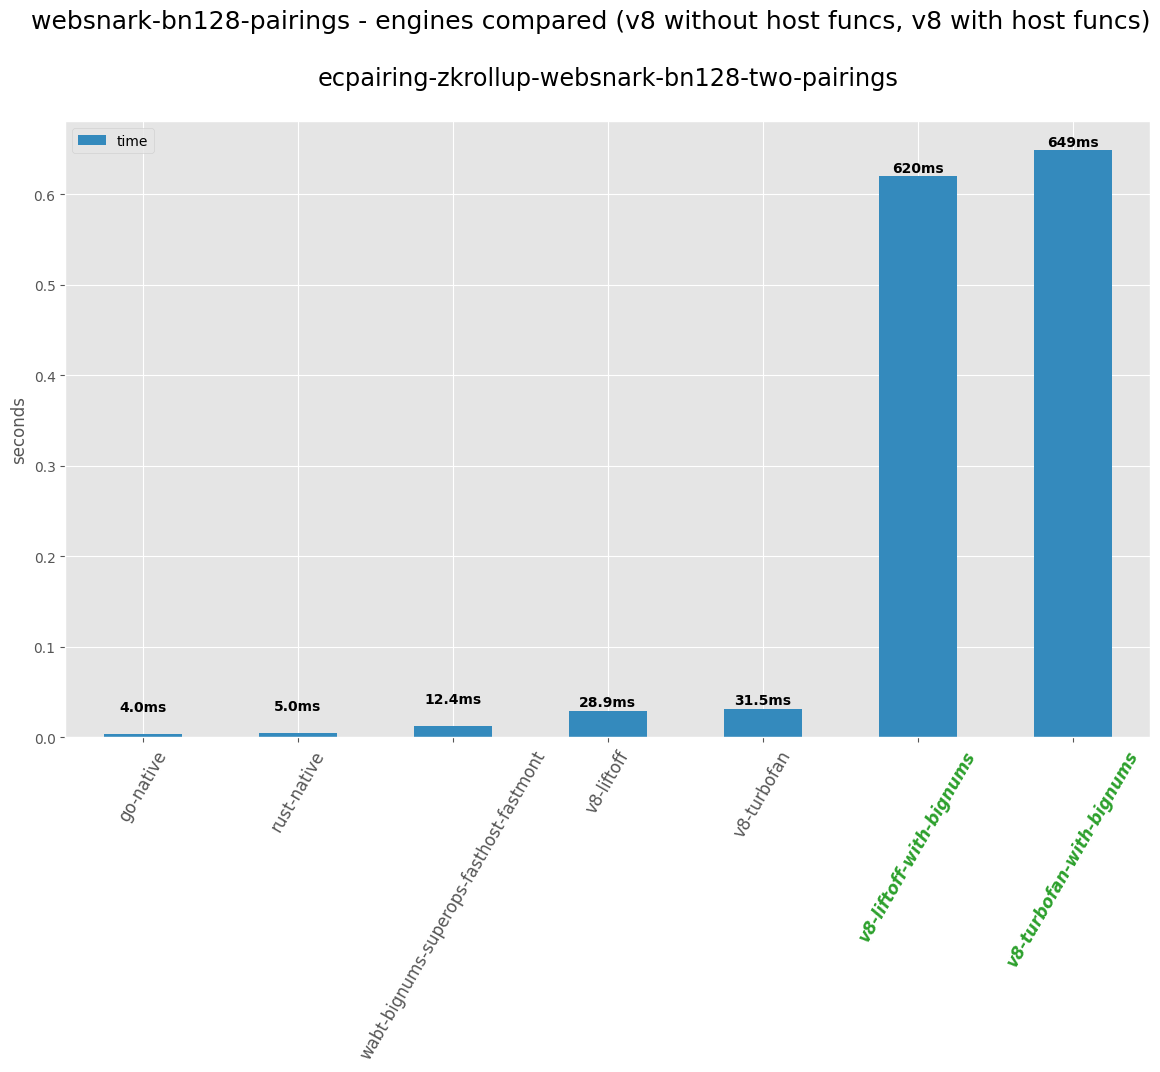 websnark-bn128-pairings - engines compared (v8 without host funcs, v8 with host funcs)
ecpairing-zkrollup-websnark-bn128-two-pairings
time
seconds
0.6
0.5
0.4
0.3
0.2
0.1
0.0
4.0ms
5.0ms
12.4ms
28.9ms
31.5ms
620ms
649ms
go-native
rust-native
wabt-bignums-superops-fasthost-fastmont
v8-liftoff
v8-turbofan
v8-liftoff-with-bignums
v8-turbofan-with-bignums